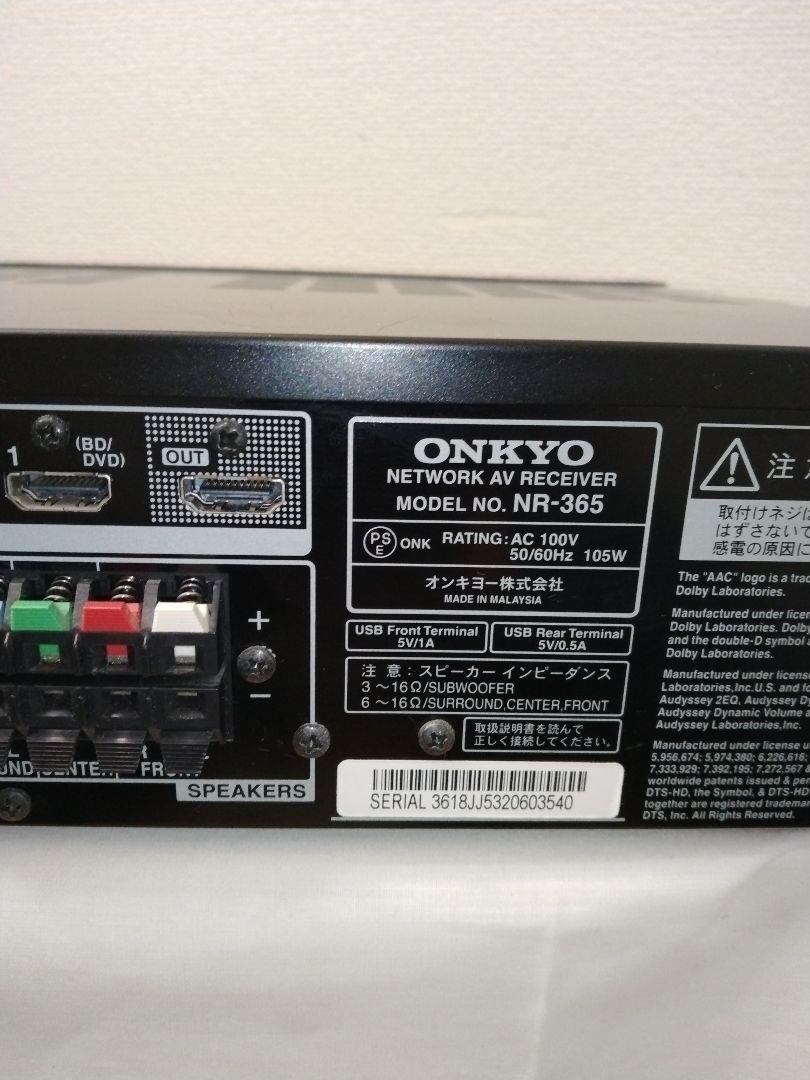 1
(BD/
DVD)
OUT
+
−
CENTER
SPEAKERS
ONKYO
NETWORK AV RECEIVER
MODEL NO. NR-365
PS
E
ONK
RATING: AC 100V
50/60Hz 105W
オンキヨー株式会社
MADE IN MALAYSIA
USB Front Terminal
5V/1A
USB Rear Terminal
5V/0.5A
注 意：スピーカー インピーダンス
3 ～16Ω/SUBWOOFER
6 ～16Ω/SURROUND,CENTER,FRONT
取扱説明書を読んで
正しく接続してください。
SERIAL 3618JJ5320603540
注
取付けネジは
はずさないで
感電の原因に
The "AAC" logo is a
Dolby Laboratories.
Manufactured under
Dolby Laboratories.
and the double-D symbol
Dolby Laboratories.
Manufactured under
Laboratories,Inc.U.S. and
Audyssey 2EQ, Audyssey
Audyssey Dynamic Volume
Audyssey Laboratories,Inc.
Manufactured under license
5,956,674; 5,974,380; 6,226,616;
7,333,929; 7,392,195; 7,272,567
worldwide patents issued &
DTS-HD, the Symbol, & DTS-HD
together are registered
DTS, Inc. All Rights Reserved.